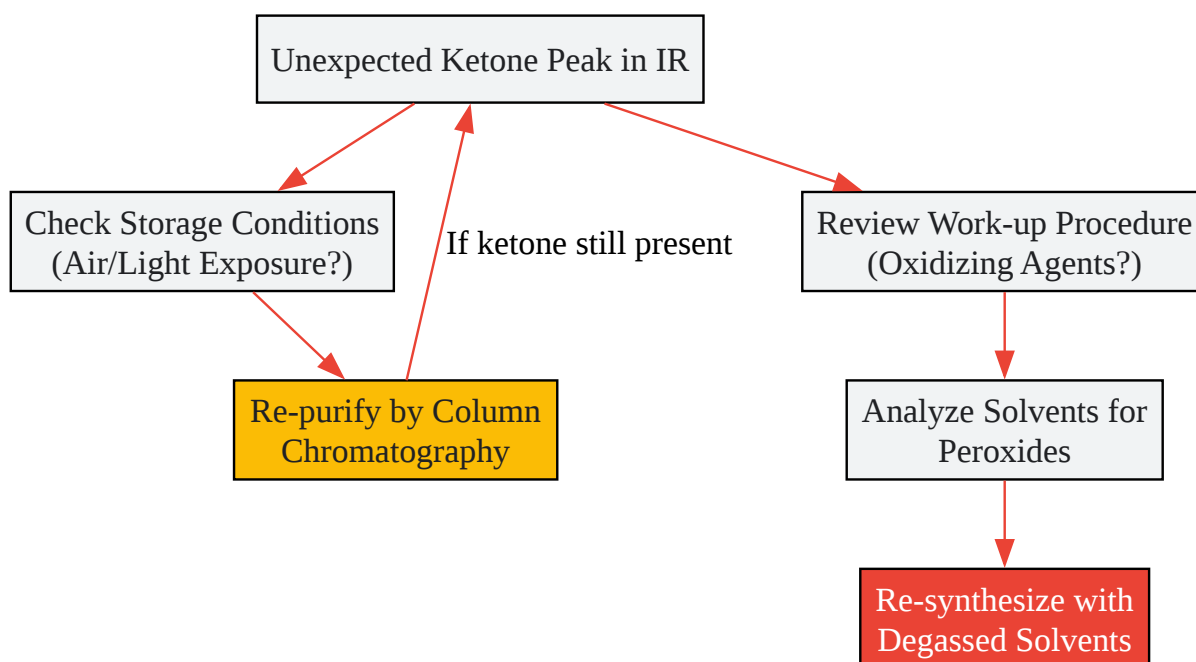 Unexpected Ketone Peak in IR
Check Storage Conditions
(Air/Light Exposure?)
Review Work-up Procedure
(Oxidizing Agents?)
If ketone still present
Re-purify by Column
Chromatography
Analyze Solvents for
Peroxides
Re-synthesize with
Degassed Solvents